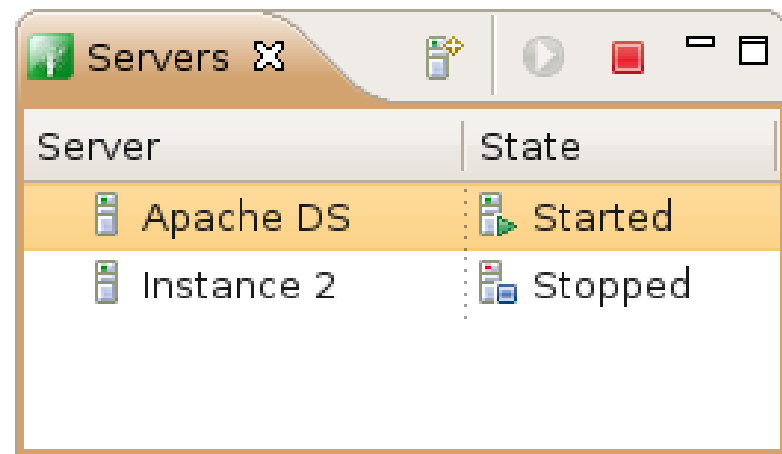 Servers
Server State
Apache DS Started
Instance 2 Stopped